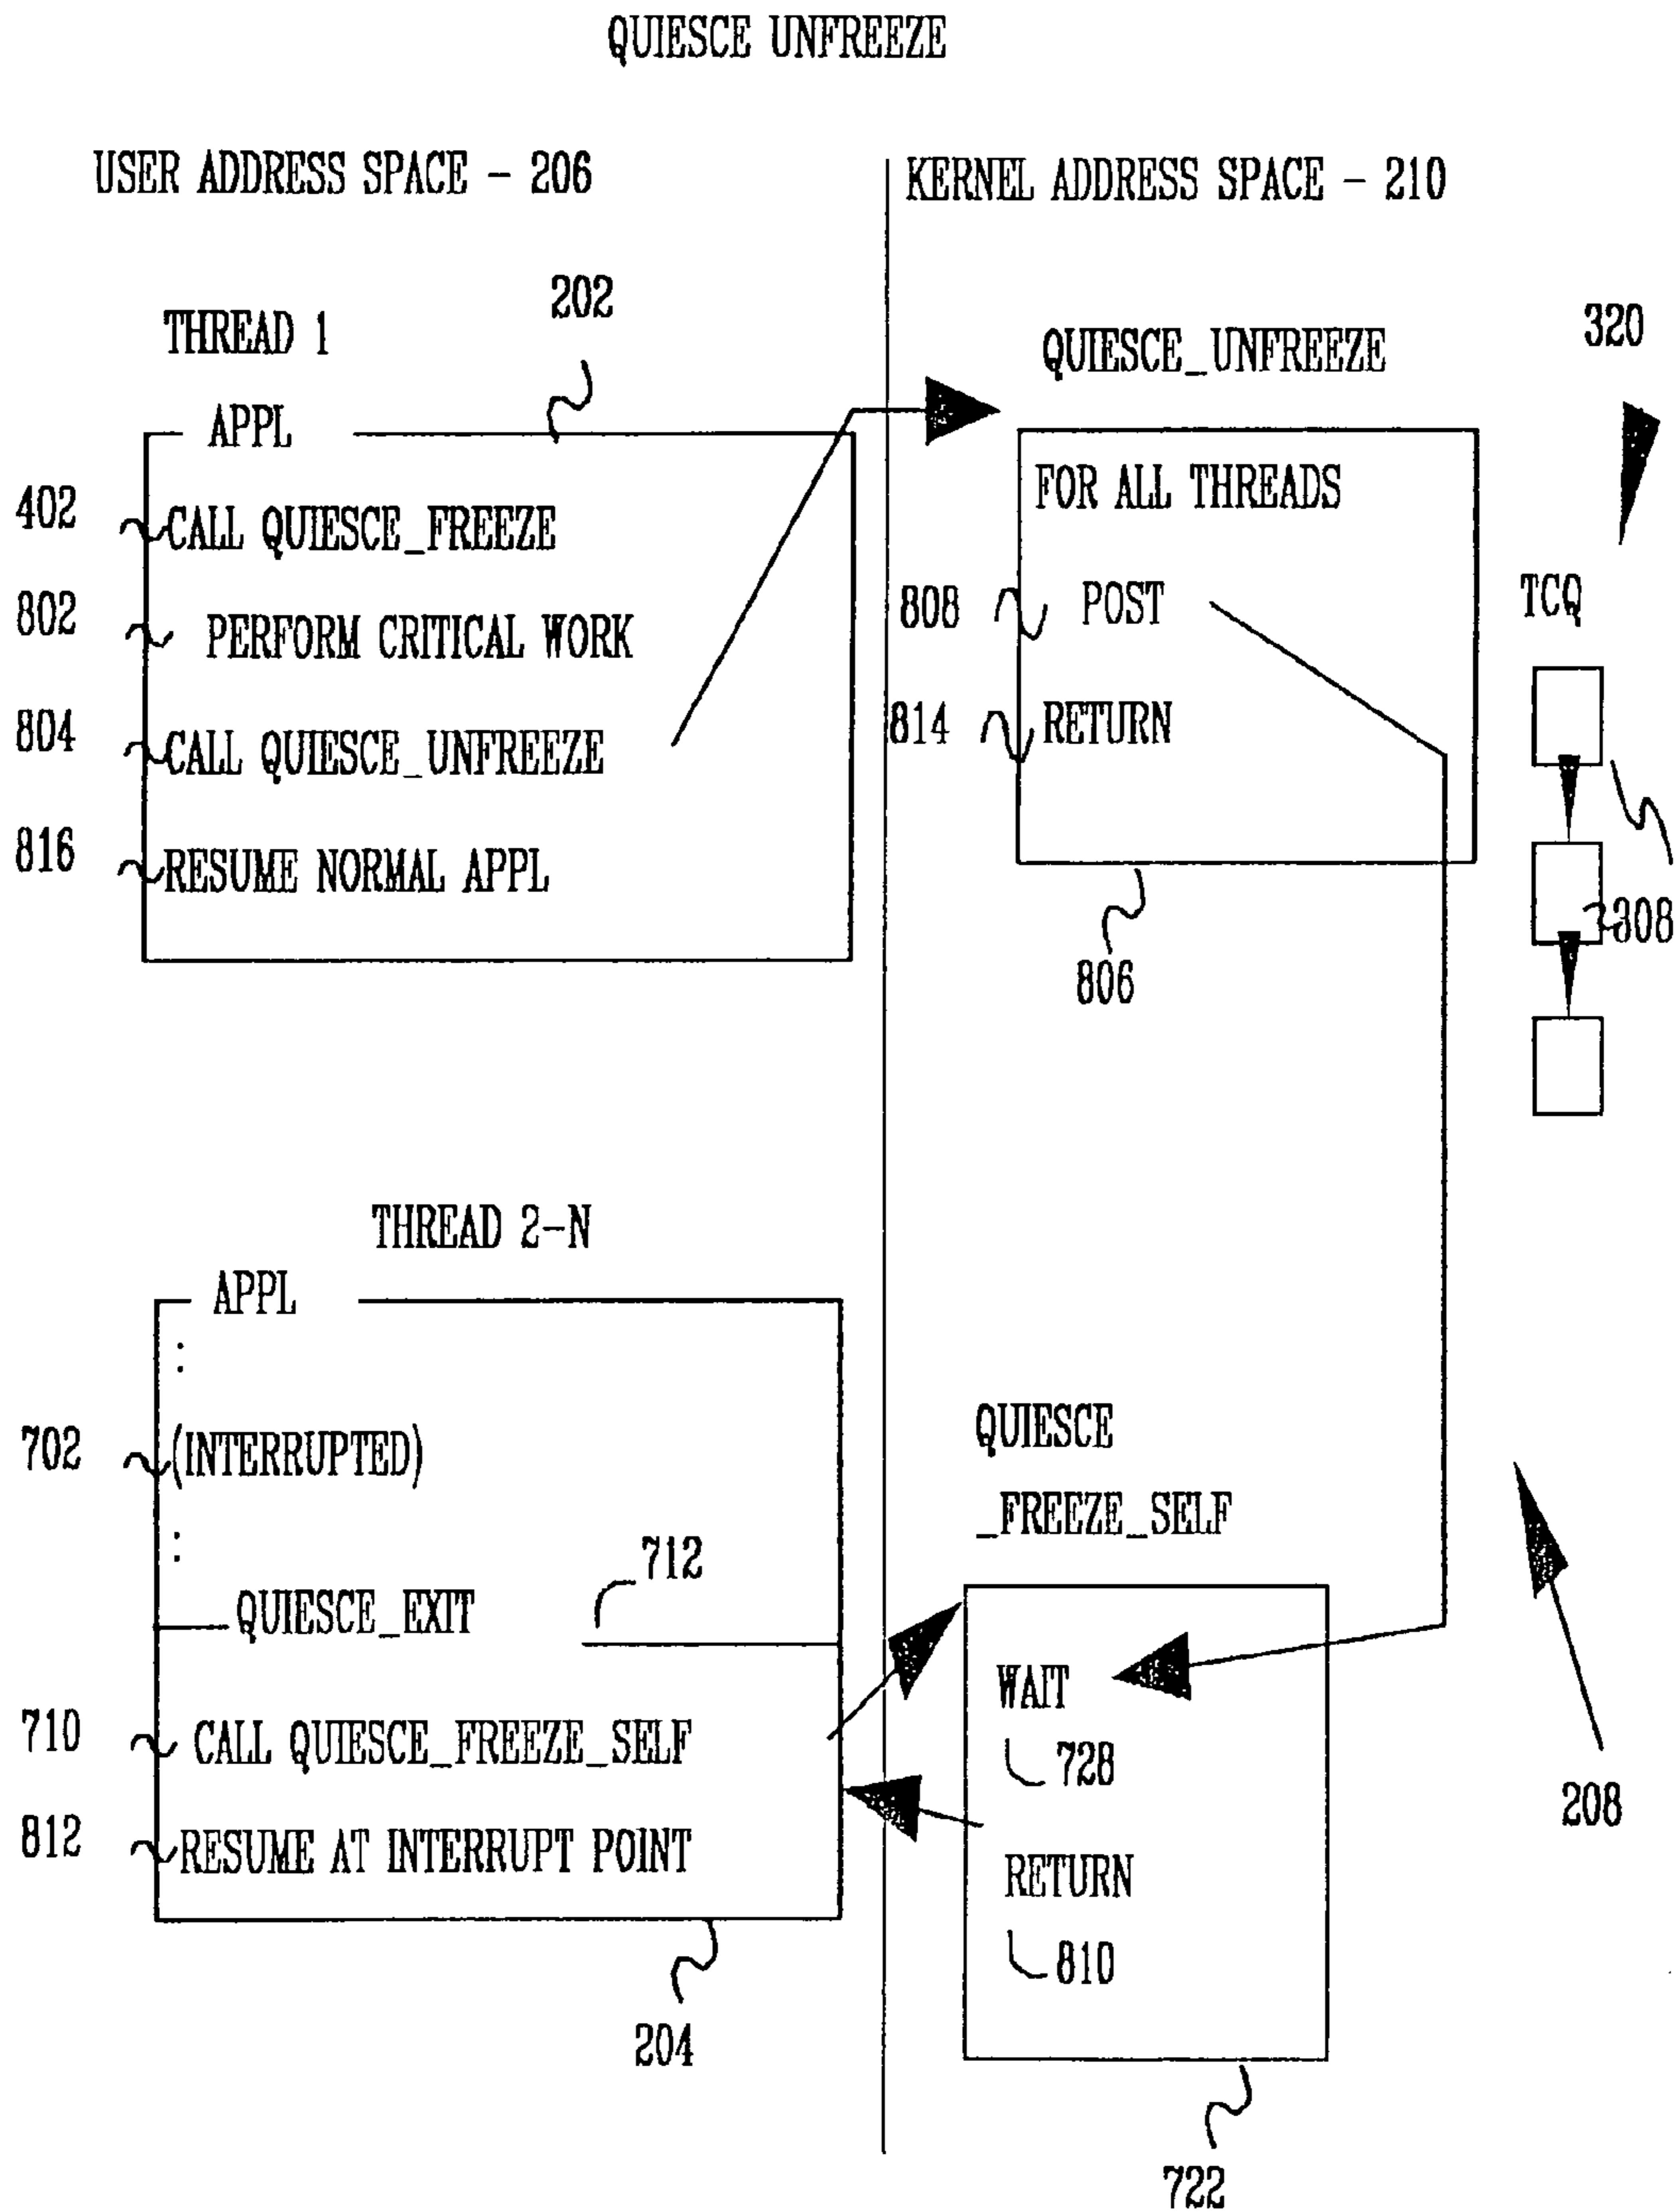 QUIESCE UNFREEZE
USER ADDRESS SPACE - 206
KERNEL ADDRESS SPACE - 210
THREAD 1
202
QUIESCE_UNFREEZE
320
APPL
402
CALL QUIESCE_FREEZE
802
PERFORM CRITICAL WORK
804
CALL QUIESCE_UNFREEZE
816
RESUME NORMAL APPL
FOR ALL THREADS
808
POST
814
RETURN
806
TCQ
308
THREAD 2-N
APPL
:
702
(INTERRUPTED)
:
QUIESCE_EXIT
712
710
CALL QUIESCE_FREEZE_SELF
812
RESUME AT INTERRUPT POINT
204
QUIESCE
_FREEZE_SELF
WAIT
728
RETURN
810
722
208